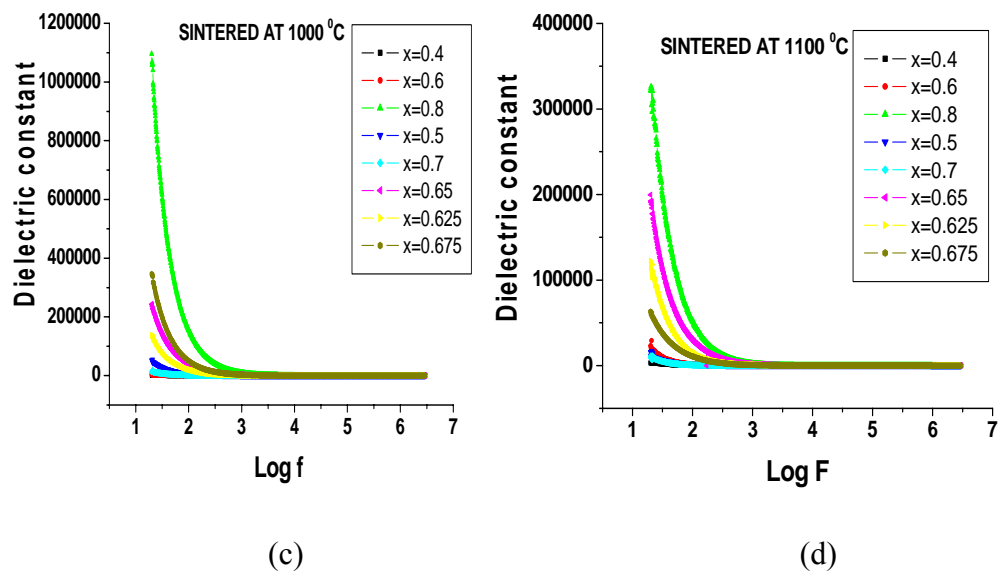 SINTERED AT 1000 ⁰C
x=0.4
x=0.6
x=0.8
x=0.5
x=0.7
x=0.65
x=0.625
x=0.675
Dielectric constant
1200000
1000000
800000
600000
400000
200000
0
1 2 3 4 5 6 7
Log f
(c)
SINTERED AT 1100 ⁰C
x=0.4
x=0.6
x=0.8
x=0.5
x=0.7
x=0.65
x=0.625
x=0.675
Dielectric constant
400000
300000
200000
100000
0
1 2 3 4 5 6 7
Log F
(d)